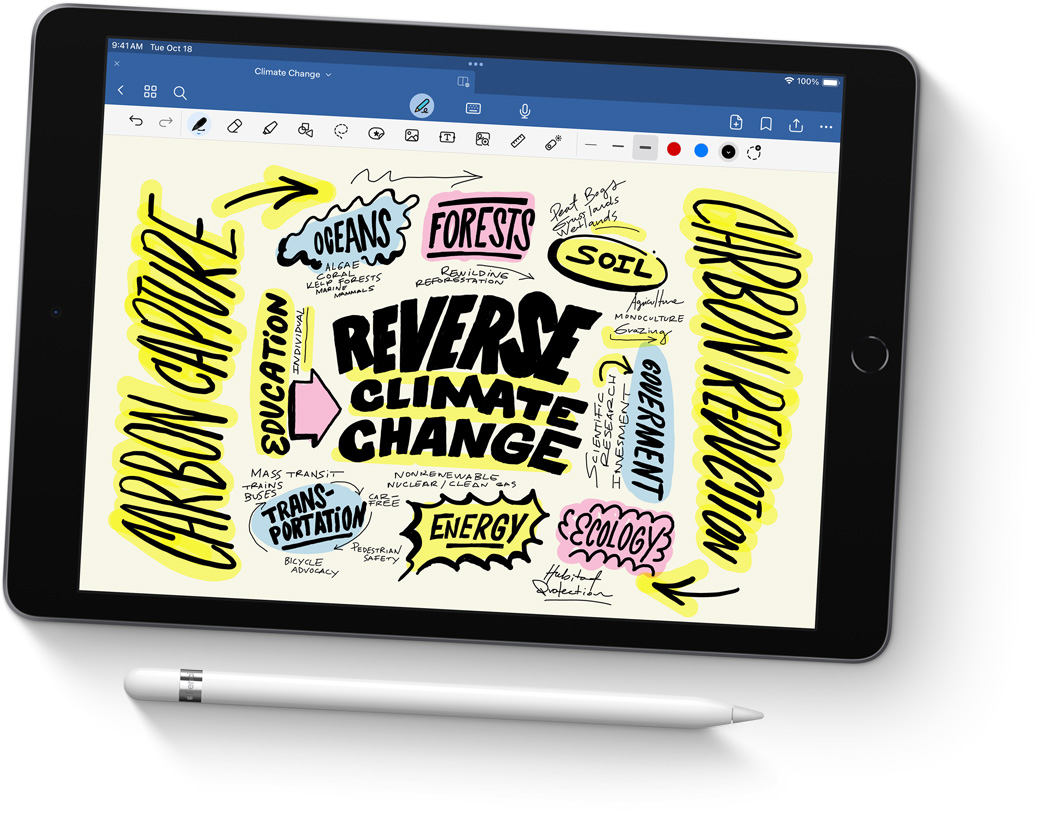 9:41 AM Tue Oct 18
100%
Climate Change
CARBON CAPTURE
OCEANS
ALGAE
CORAL
KELP FORESTS
MARINE
MAMMALS
FORESTS
REWILDING
REFORESTATION
Peat Bogs
Grasslands
Wetlands
SOIL
Agriculture
MONOCULTURE
Grazing
CARBON REDUCTION
EDUCATION
INDIVIDUAL
REVERSE
CLIMATE
CHANGE
SCIENTIFIC
RESEARCH
INVESMENT
GOVERMENT
MASS TRANSIT
TRAINS
BUSES
TRANS-
PORTATION
CAR-
FREE
PEDESTRIAN
SAFETY
BICYCLE
ADVOCACY
NONRENEWABLE
NUCLEAR/CLEAN GAS
ENERGY
ECOLOGY
Habitat
Protection